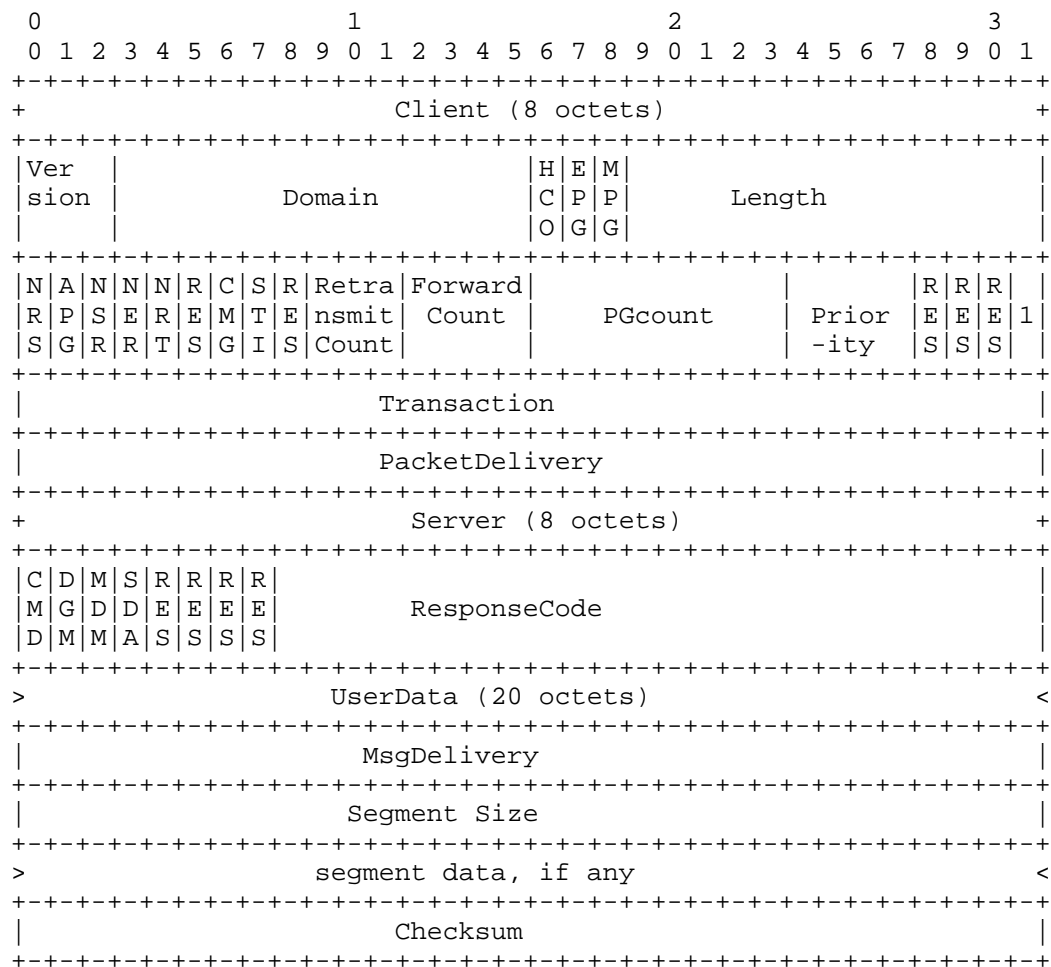 0                   1                   2                   3
 0 1 2 3 4 5 6 7 8 9 0 1 2 3 4 5 6 7 8 9 0 1 2 3 4 5 6 7 8 9 0 1
+-+-+-+-+-+-+-+-+-+-+-+-+-+-+-+-+-+-+-+-+-+-+-+-+-+-+-+-+-+-+-+-+
+                       Client (8 octets)                       +
+-+-+-+-+-+-+-+-+-+-+-+-+-+-+-+-+-+-+-+-+-+-+-+-+-+-+-+-+-+-+-+-+
|Ver  |                         |H|E|M|                         |
|sion |          Domain         |C|P|P|      Length             |
|     |                         |O|G|G|                         |
+-+-+-+-+-+-+-+-+-+-+-+-+-+-+-+-+-+-+-+-+-+-+-+-+-+-+-+-+-+-+-+-+
|N|A|N|N|N|R|C|S|R|Retra|Forward|               |       |R|R|R| |
|R|P|S|E|R|E|M|T|E|nsmit| Count |    PGcount    | Prior |E|E|E|1|
|S|G|R|R|T|S|G|I|S|Count|       |               | -ity  |S|S|S| |
+-+-+-+-+-+-+-+-+-+-+-+-+-+-+-+-+-+-+-+-+-+-+-+-+-+-+-+-+-+-+-+-+
|                      Transaction                              |
+-+-+-+-+-+-+-+-+-+-+-+-+-+-+-+-+-+-+-+-+-+-+-+-+-+-+-+-+-+-+-+-+
|                      PacketDelivery                           |
+-+-+-+-+-+-+-+-+-+-+-+-+-+-+-+-+-+-+-+-+-+-+-+-+-+-+-+-+-+-+-+-+
+                        Server (8 octets)                      +
+-+-+-+-+-+-+-+-+-+-+-+-+-+-+-+-+-+-+-+-+-+-+-+-+-+-+-+-+-+-+-+-+
|C|D|M|S|R|R|R|R|                                               |
|M|G|D|D|E|E|E|E|        ResponseCode                           |
|D|M|M|A|S|S|S|S|                                               |
+-+-+-+-+-+-+-+-+-+-+-+-+-+-+-+-+-+-+-+-+-+-+-+-+-+-+-+-+-+-+-+-+
>                   UserData (20 octets)                        <
+-+-+-+-+-+-+-+-+-+-+-+-+-+-+-+-+-+-+-+-+-+-+-+-+-+-+-+-+-+-+-+-+
|                     MsgDelivery                               |
+-+-+-+-+-+-+-+-+-+-+-+-+-+-+-+-+-+-+-+-+-+-+-+-+-+-+-+-+-+-+-+-+
|                    Segment Size                               |
+-+-+-+-+-+-+-+-+-+-+-+-+-+-+-+-+-+-+-+-+-+-+-+-+-+-+-+-+-+-+-+-+
>                  segment data, if any                         <
+-+-+-+-+-+-+-+-+-+-+-+-+-+-+-+-+-+-+-+-+-+-+-+-+-+-+-+-+-+-+-+-+
|                       Checksum                                |
+-+-+-+-+-+-+-+-+-+-+-+-+-+-+-+-+-+-+-+-+-+-+-+-+-+-+-+-+-+-+-+-+